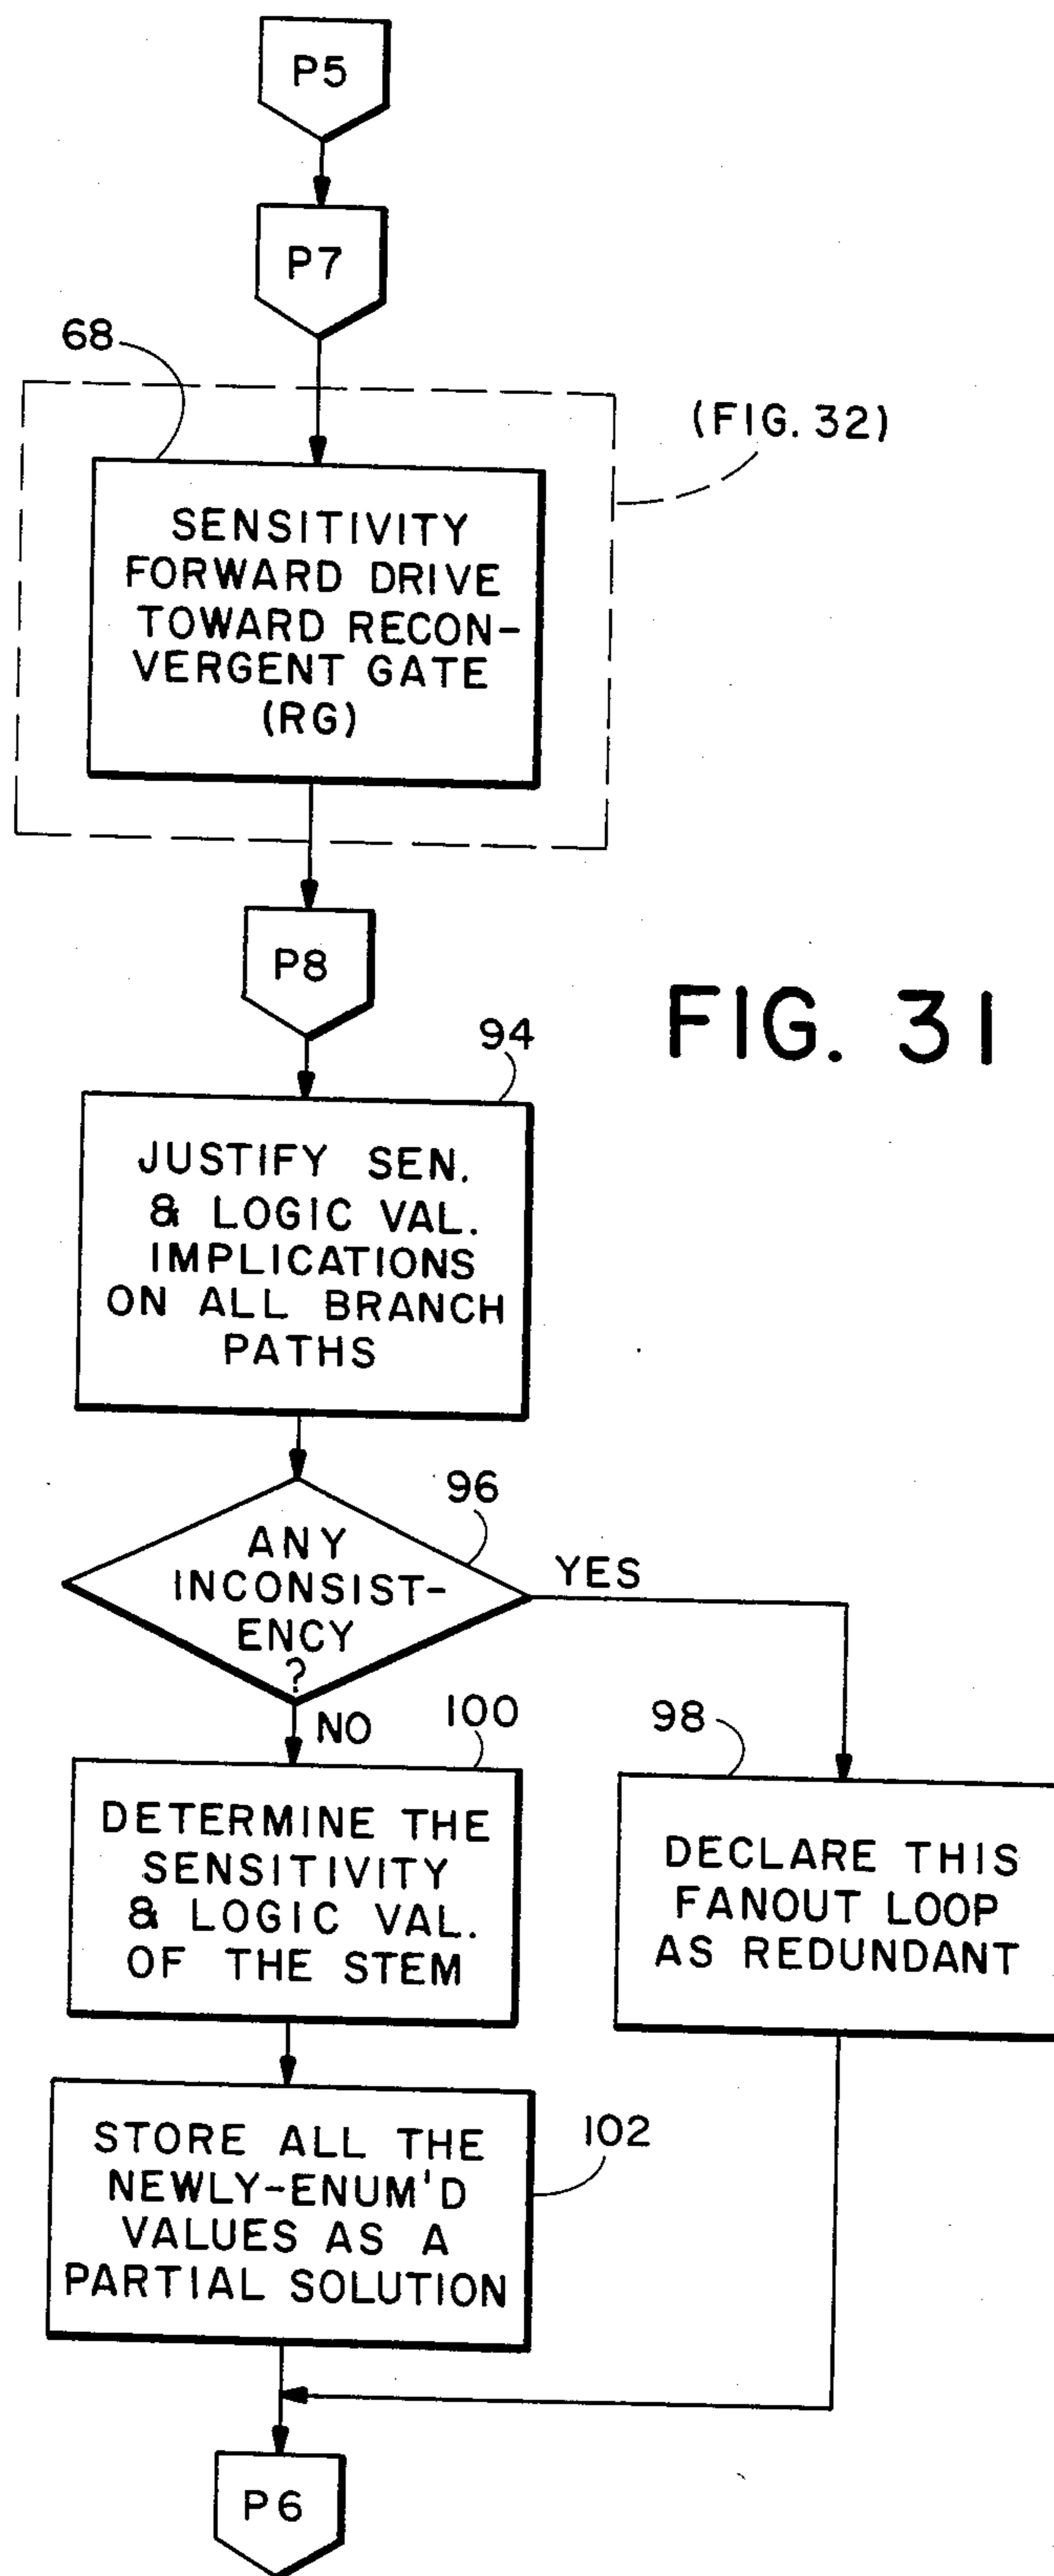 P5
P7
68
(FIG. 32)
SENSITIVITY
FORWARD DRIVE
TOWARD RECON-
VERGENT GATE
(RG)
P8
FIG. 31
94
JUSTIFY SEN.
& LOGIC VAL.
IMPLICATIONS
ON ALL BRANCH
PATHS
96
ANY
INCONSIST-
ENCY
?
YES
NO
100
98
DETERMINE THE
SENSITIVITY
& LOGIC VAL.
OF THE STEM
DECLARE THIS
FANOUT LOOP
AS REDUNDANT
STORE ALL THE
NEWLY-ENUM'D
VALUES AS A
PARTIAL SOLUTION
102
P6